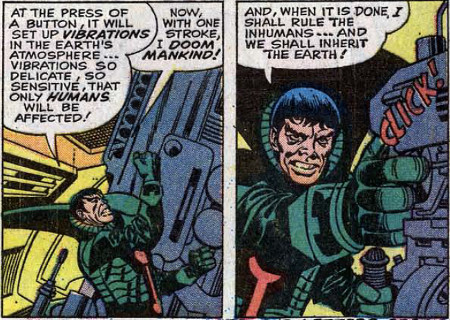 AT THE PRESS OF
A BUTTON, IT WILL
SET UP VIBRATIONS
IN THE EARTH'S
ATMOSPHERE---
VIBRATIONS SO
DELICATE, SO
SENSITIVE, THAT
ONLY HUMANS
WILL BE
AFFECTED!
NOW,
WITH ONE
STROKE,
I DOOM
MANKIND!
AND, WHEN IT IS DONE, I
SHALL RULE THE
INHUMANS --- AND
WE SHALL INHERIT
THE EARTH!
CLICK!